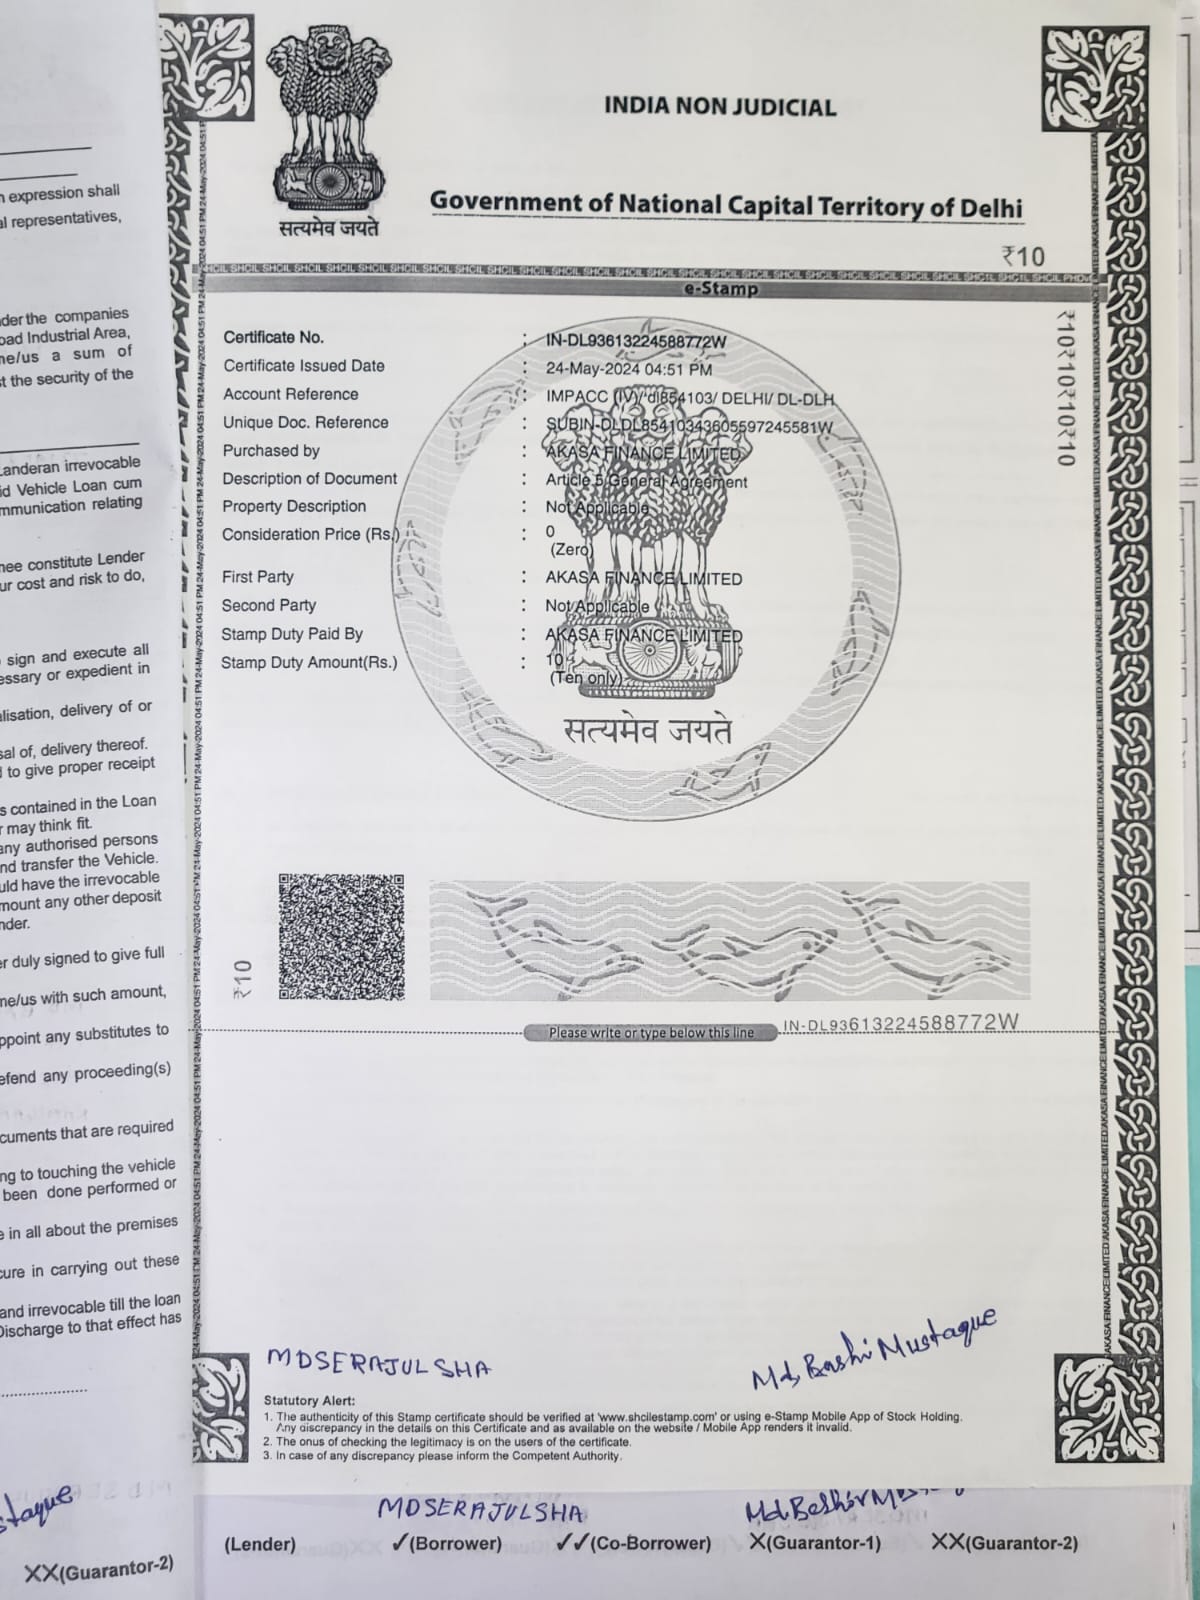 INDIA NON JUDICIAL
सत्यमेव जयते
Government of National Capital Territory of Delhi
₹10
SHCIL SHCIL SHCIL SHCIL SHCIL SHCIL SHCIL SHCIL SHCIL SHCIL
e-Stamp
Certificate No. : IN-DL93613224588772W
Certificate Issued Date : 24-May-2024 04:51 PM
Account Reference : IMPACC (IV)/ dl854103/ DELHI/ DL-DLH
Unique Doc. Reference : SUBIN-DLDL85410343605597245581W
Purchased by : AKASA FINANCE LIMITED
Description of Document : Article 5 General Agreement
Property Description : Not Applicable
Consideration Price (Rs.) : 0
(Zero)
First Party : AKASA FINANCE LIMITED
Second Party : Not Applicable
Stamp Duty Paid By : AKASA FINANCE LIMITED
Stamp Duty Amount(Rs.) : 10
(Ten only)
सत्यमेव जयते
₹10₹10₹10₹10
₹10
Please write or type below this line
IN-DL93613224588772W
MDSERAJULSHA
Md Bashi Mustaque
Statutory Alert:
1. The authenticity of this Stamp certificate should be verified at 'www.shcilestamp.com' or using e-Stamp Mobile App of Stock Holding.
Any discrepancy in the details on this Certificate and as available on the website / Mobile App renders it invalid.
2. The onus of checking the legitimacy is on the users of the certificate.
3. In case of any discrepancy please inform the Competent Authority.
MDSERAJULSHA
(Lender) ✓(Borrower) ✓✓(Co-Borrower) X(Guarantor-1) XX(Guarantor-2)
expression shall
representatives,
der the companies
Industrial Area,
me/us a sum of
the security of the
anderan irrevocable
Vehicle Loan cum
mmunication relating
constitute Lender
cost and risk to do,
sign and execute all
essary or expedient in
alisation, delivery of or
sal of, delivery thereof.
to give proper receipt
contained in the Loan
may think fit.
any authorised persons
nd transfer the Vehicle.
uld have the irrevocable
mount any other deposit
nder.
er duly signed to give full
me/us with such amount,
ppoint any substitutes to
efend any proceeding(s)
cuments that are required
ng to touching the vehicle
been done performed or
e in all about the premises
cure in carrying out these
and irrevocable till the loan
Discharge to that effect has
XX(Guarantor-2)